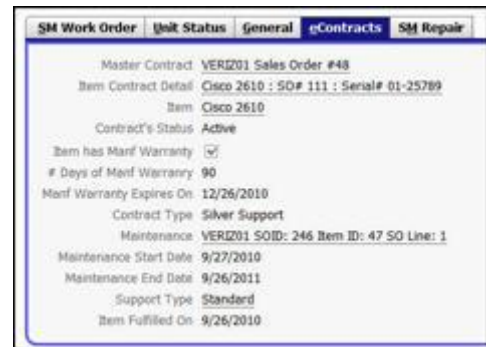 SM Work Order Unit Status General eContracts SM Repair
Master Contract VERIZ01 Sales Order #48
Item Contract Detail Cisco 2610 : SO# 111 : Serial# 01-25789
Item Cisco 2610
Contract's Status Active
Item has Manf Warranty
# Days of Manf Warranry 90
Manf Warranty Expires On 12/26/2010
Contract Type Silver Support
Maintenance VERIZ01 SOID: 246 Item ID: 47 SO Line: 1
Maintenance Start Date 9/27/2010
Maintenance End Date 9/26/2011
Support Type Standard
Item Fulfilled On 9/26/2010